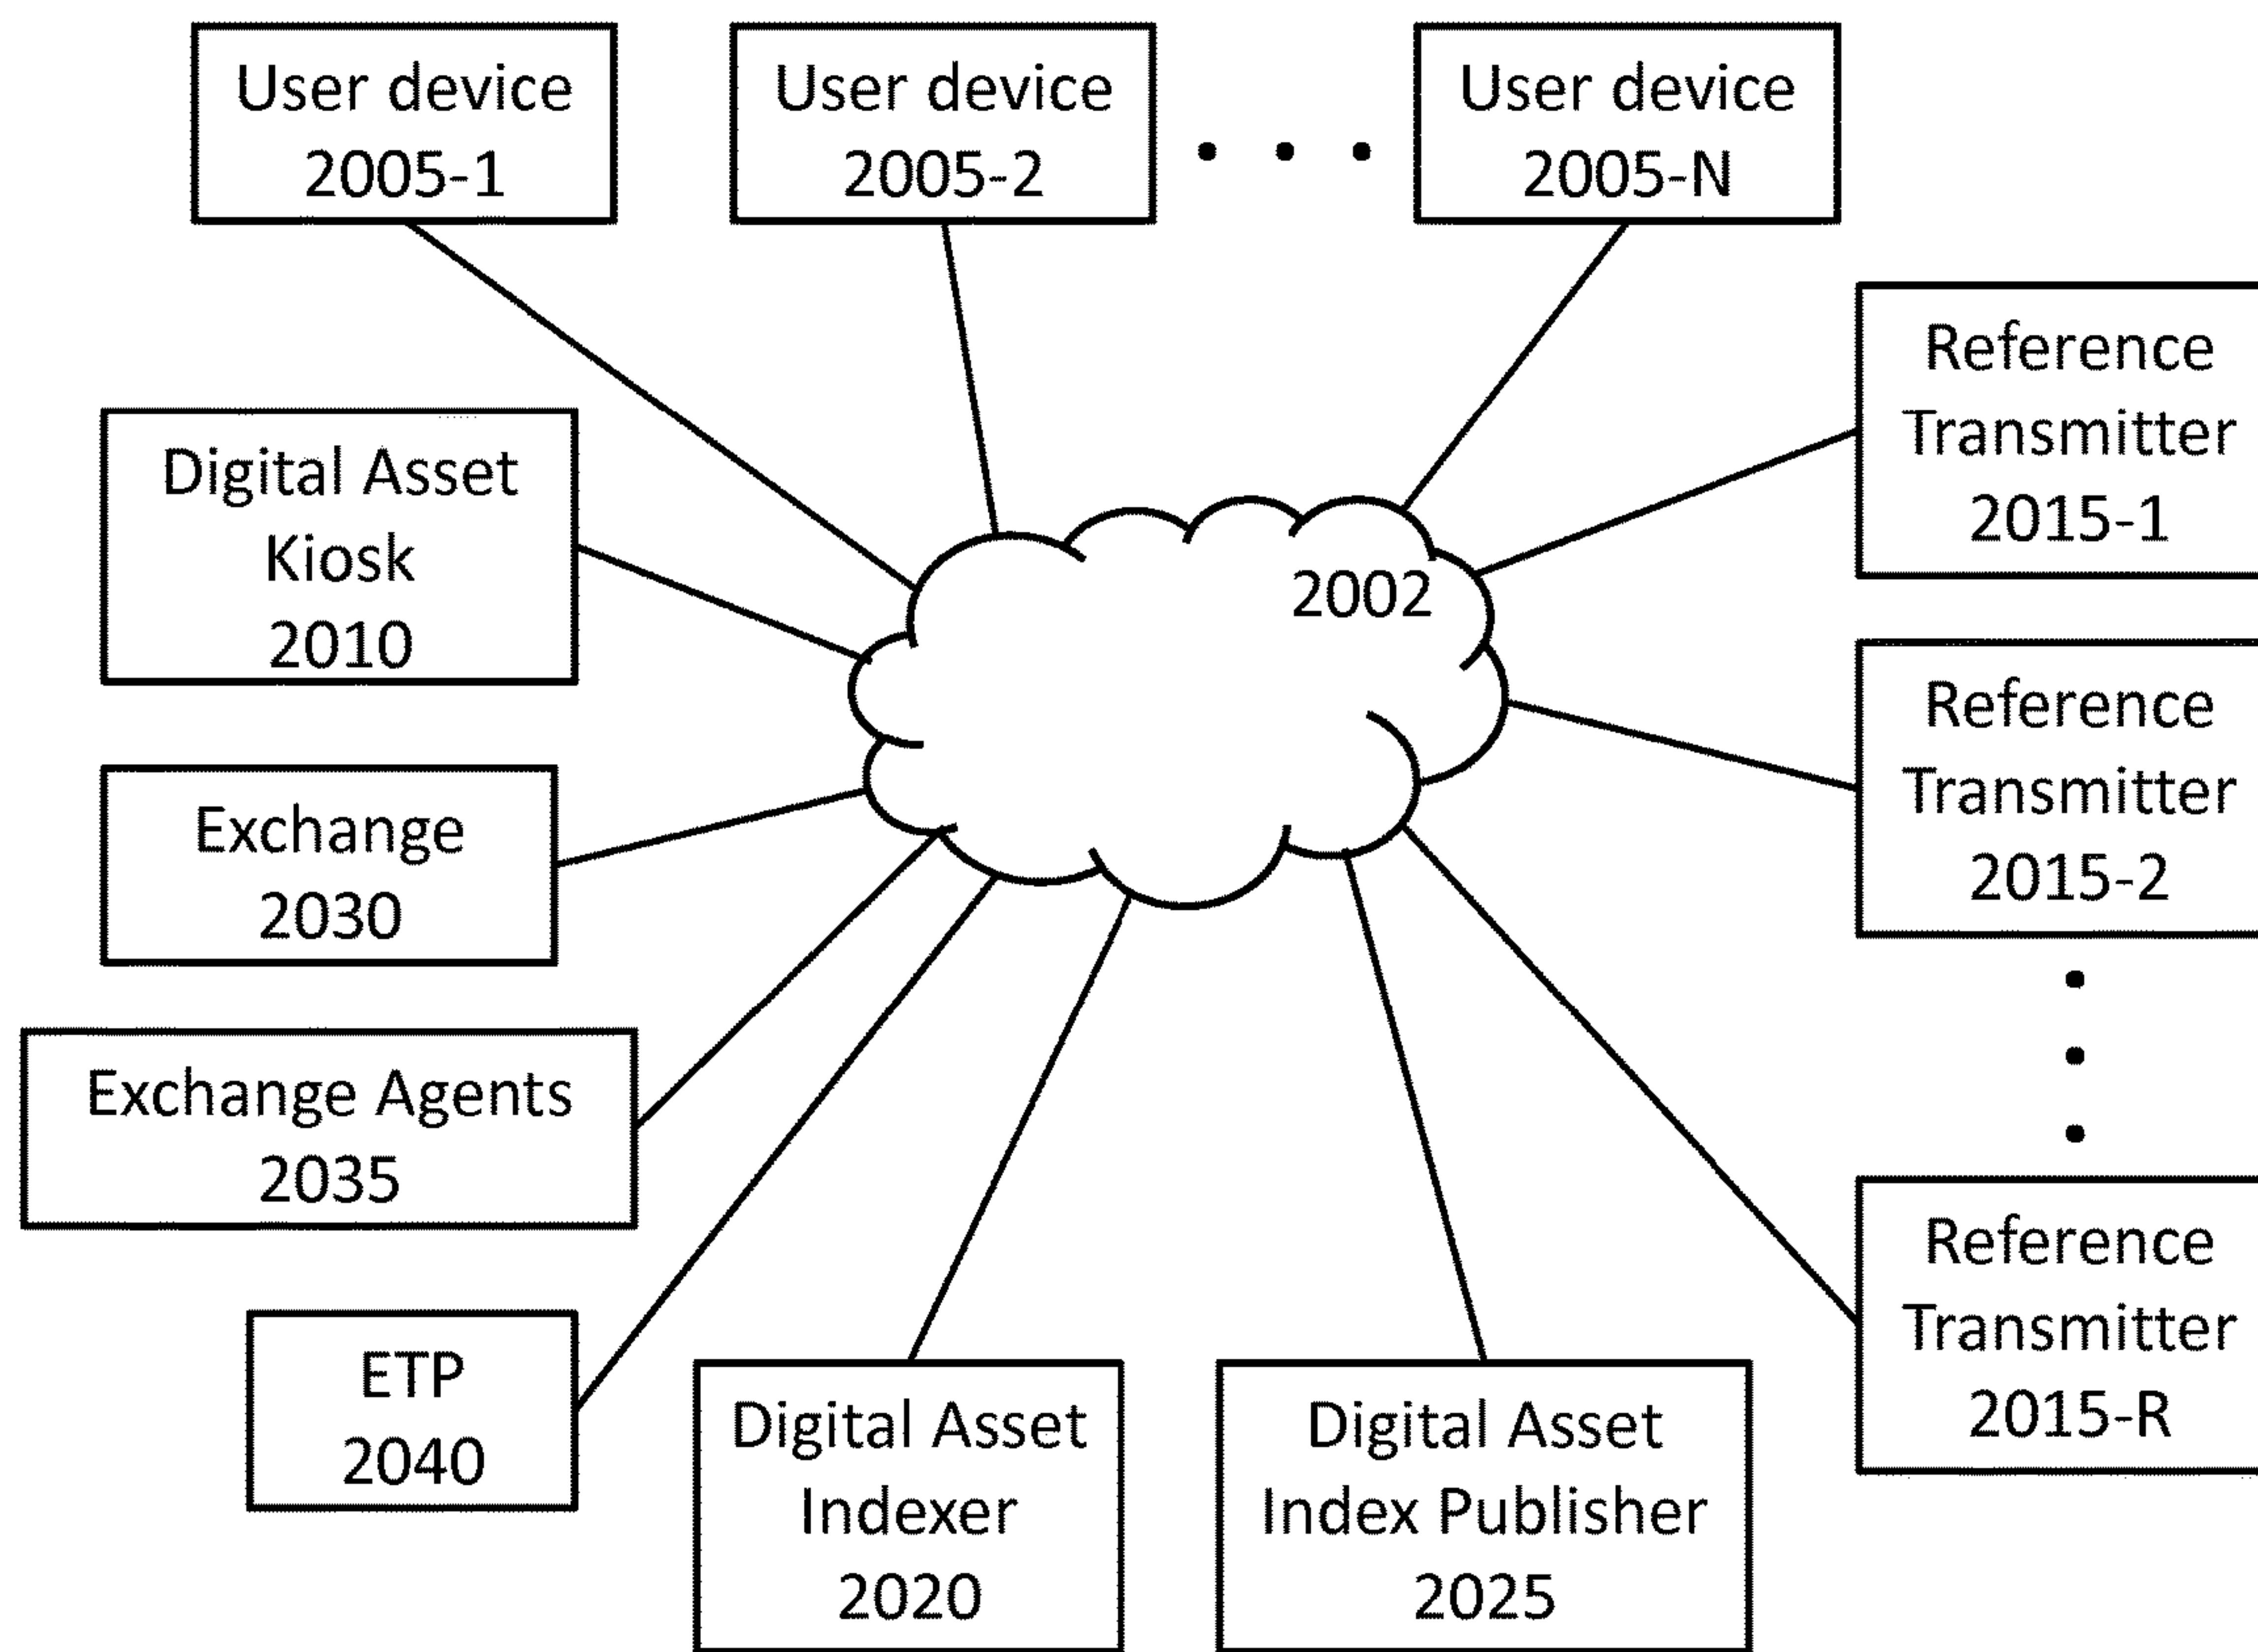 User device
2005-1
User device
2005-2
User device
2005-N
Reference
Transmitter
2015-1
Digital Asset
Kiosk
2010
2002
Reference
Transmitter
2015-2
Exchange
2030
Exchange Agents
2035
Reference
Transmitter
2015-R
ETP
2040
Digital Asset
Indexer
2020
Digital Asset
Index Publisher
2025